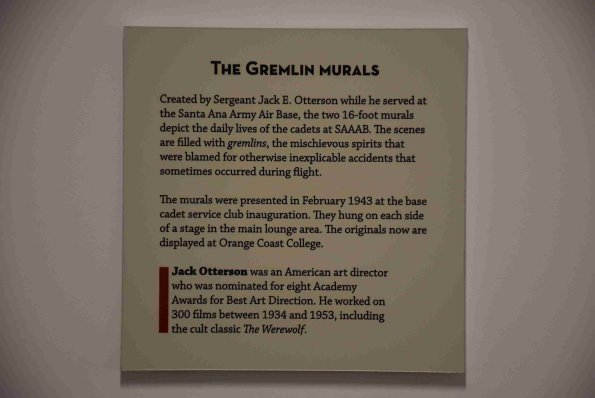 THE GREMLIN MURALS
Created by Sergeant Jack E. Otterson while he served at
the Santa Ana Army Air Base, the two 16-foot murals
depict the daily lives of the cadets at SAAAB. The scenes
are filled with gremlins, the mischievous spirits that
were blamed for otherwise inexplicable accidents that
sometimes occurred during flight.
The murals were presented in February 1943 at the base
cadet service club inauguration. They hung on each side
of a stage in the main lounge area. The originals now are
displayed at Orange Coast College.
Jack Otterson was an American art director
who was nominated for eight Academy
Awards for Best Art Direction. He worked on
300 films between 1934 and 1953, including
the cult classic The Werewolf.